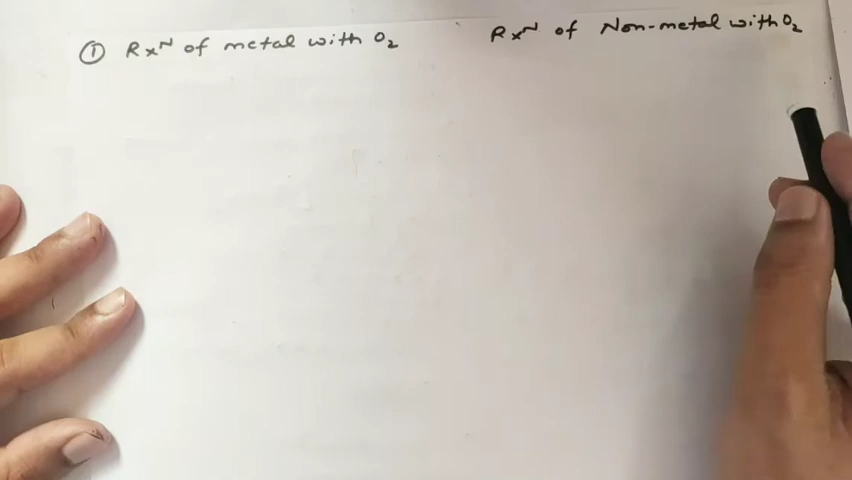 ① Rxᴺ of metal with O₂
Rxᴺ of Non-metal with O₂